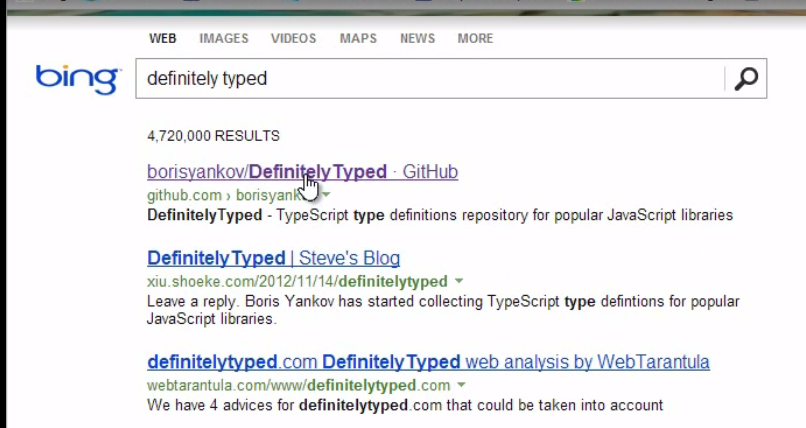 WEB IMAGES VIDEOS MAPS NEWS MORE
bing
definitely typed
4,720,000 RESULTS
borisyankov/DefinitelyTyped · GitHub
github.com › borisyank
DefinitelyTyped - TypeScript type definitions repository for popular JavaScript libraries
DefinitelyTyped | Steve's Blog
xiu.shoeke.com/2012/11/14/definitelytyped
Leave a reply. Boris Yankov has started collecting TypeScript type defintions for popular
JavaScript libraries.
definitelytyped.com DefinitelyTyped web analysis by WebTarantula
webtarantula.com/www/definitelytyped.com
We have 4 advices for definitelytyped.com that could be taken into account